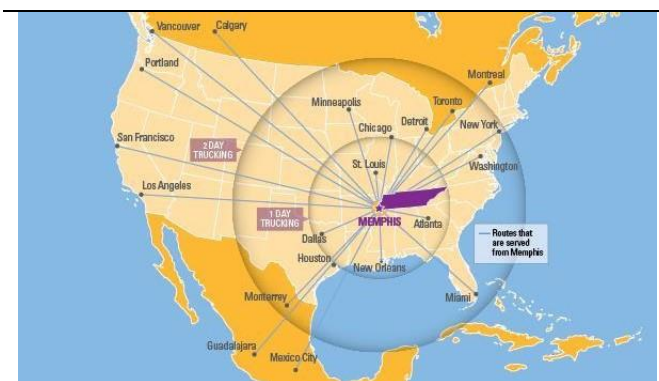 Vancouver
Calgary
Portland
Montreal
Minneapolis
Toronto
Chicago
Detroit
New York
San Francisco
2 DAY
TRUCKING
St. Louis
Washington
Los Angeles
1 DAY
TRUCKING
MEMPHIS
Atlanta
Dallas
Routes that
are served
from Memphis
Houston
New Orleans
Monterrey
Miami
Guadalajara
Mexico City